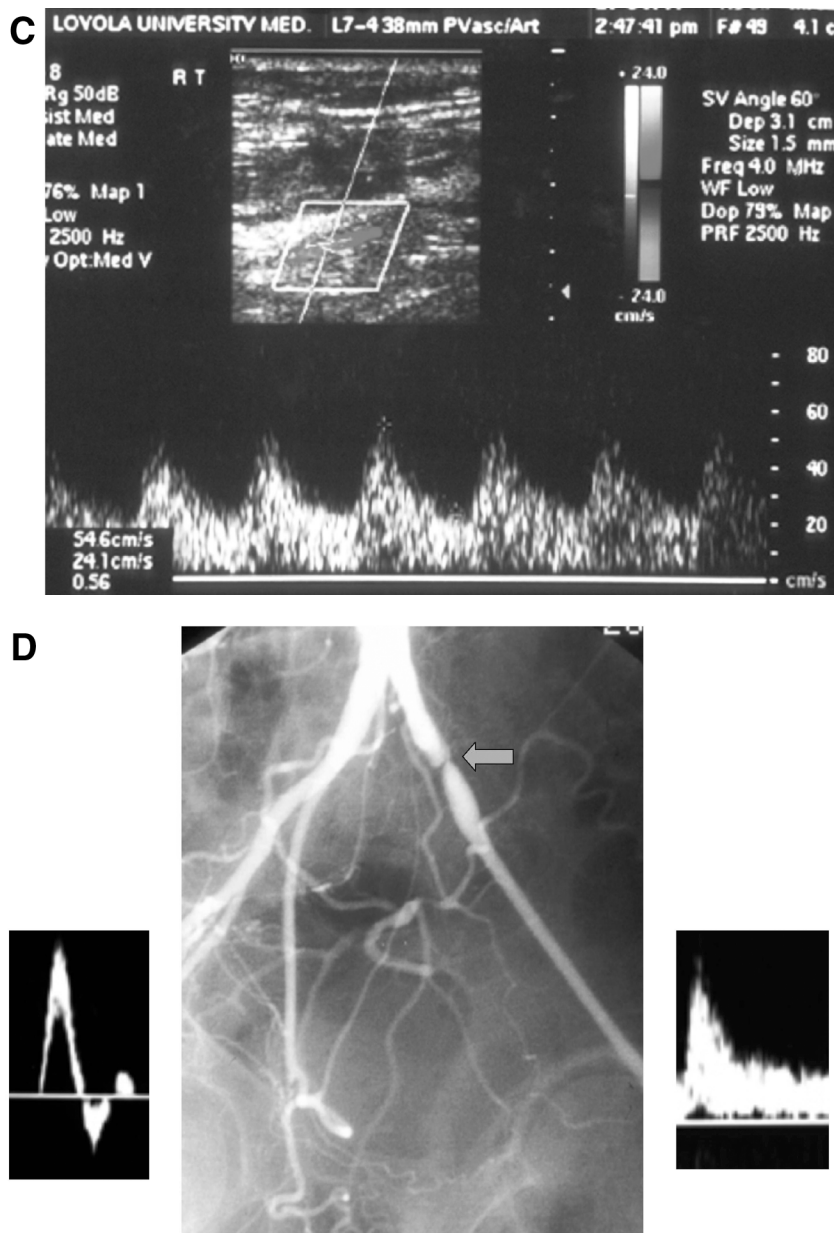 C
LOYOLA UNIVERSITY MED. L7-4 38mm PVasc/Art
2:47:41 pm F# 49 4.1 c
8
Rg 50dB
Med
Med
76% Map 1
Low
2500 Hz
Opt:Med V
R T
+ 24.0
- 24.0
cm/s
SV Angle 60°
Dep 3.1 cm
Size 1.5 mm
Freq 4.0 MHz
WF Low
Dop 79% Map
PRF 2500 Hz
80
60
40
20
cm/s
54.6cm/s
24.1cm/s
0.56
D